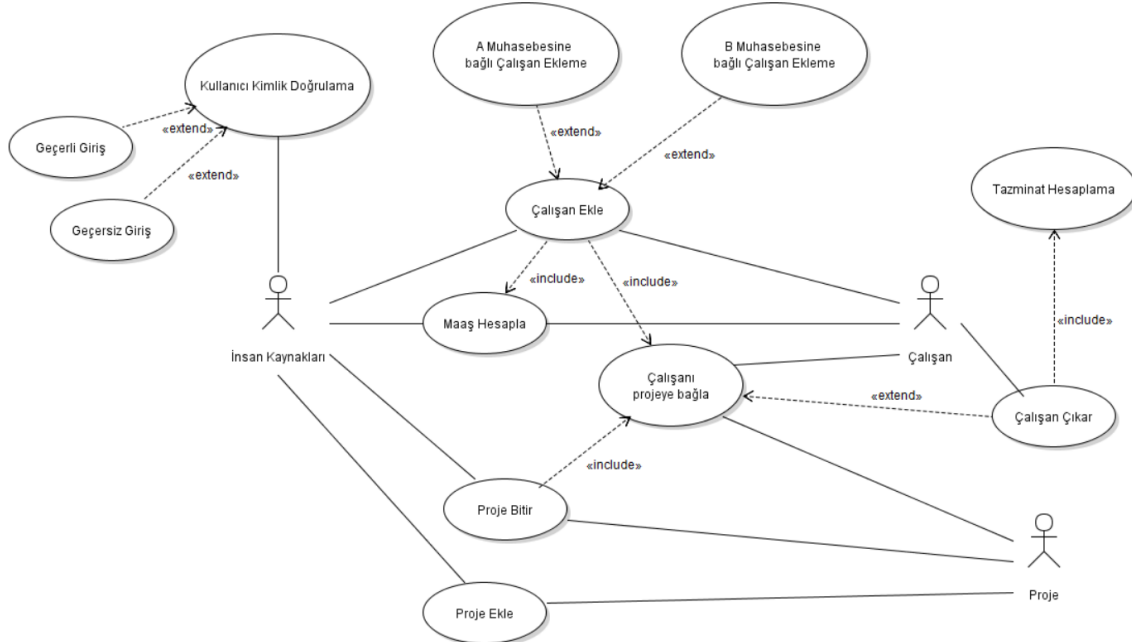 A Muhasebesine
bağlı Çalışan Ekleme
B Muhasebesine
bağlı Çalışan Ekleme
Kullanıcı Kimlik Doğrulama
«extend»
«extend»
Geçerli Giriş
«extend»
«extend»
Geçersiz Giriş
Çalışan Ekle
Tazminat Hesaplama
«include»
«include»
Maaş Hesapla
«include»
İnsan Kaynakları
Çalışan
Çalışanı
projeye bağla
«extend»
Çalışan Çıkar
«include»
Proje Bitir
Proje
Proje Ekle